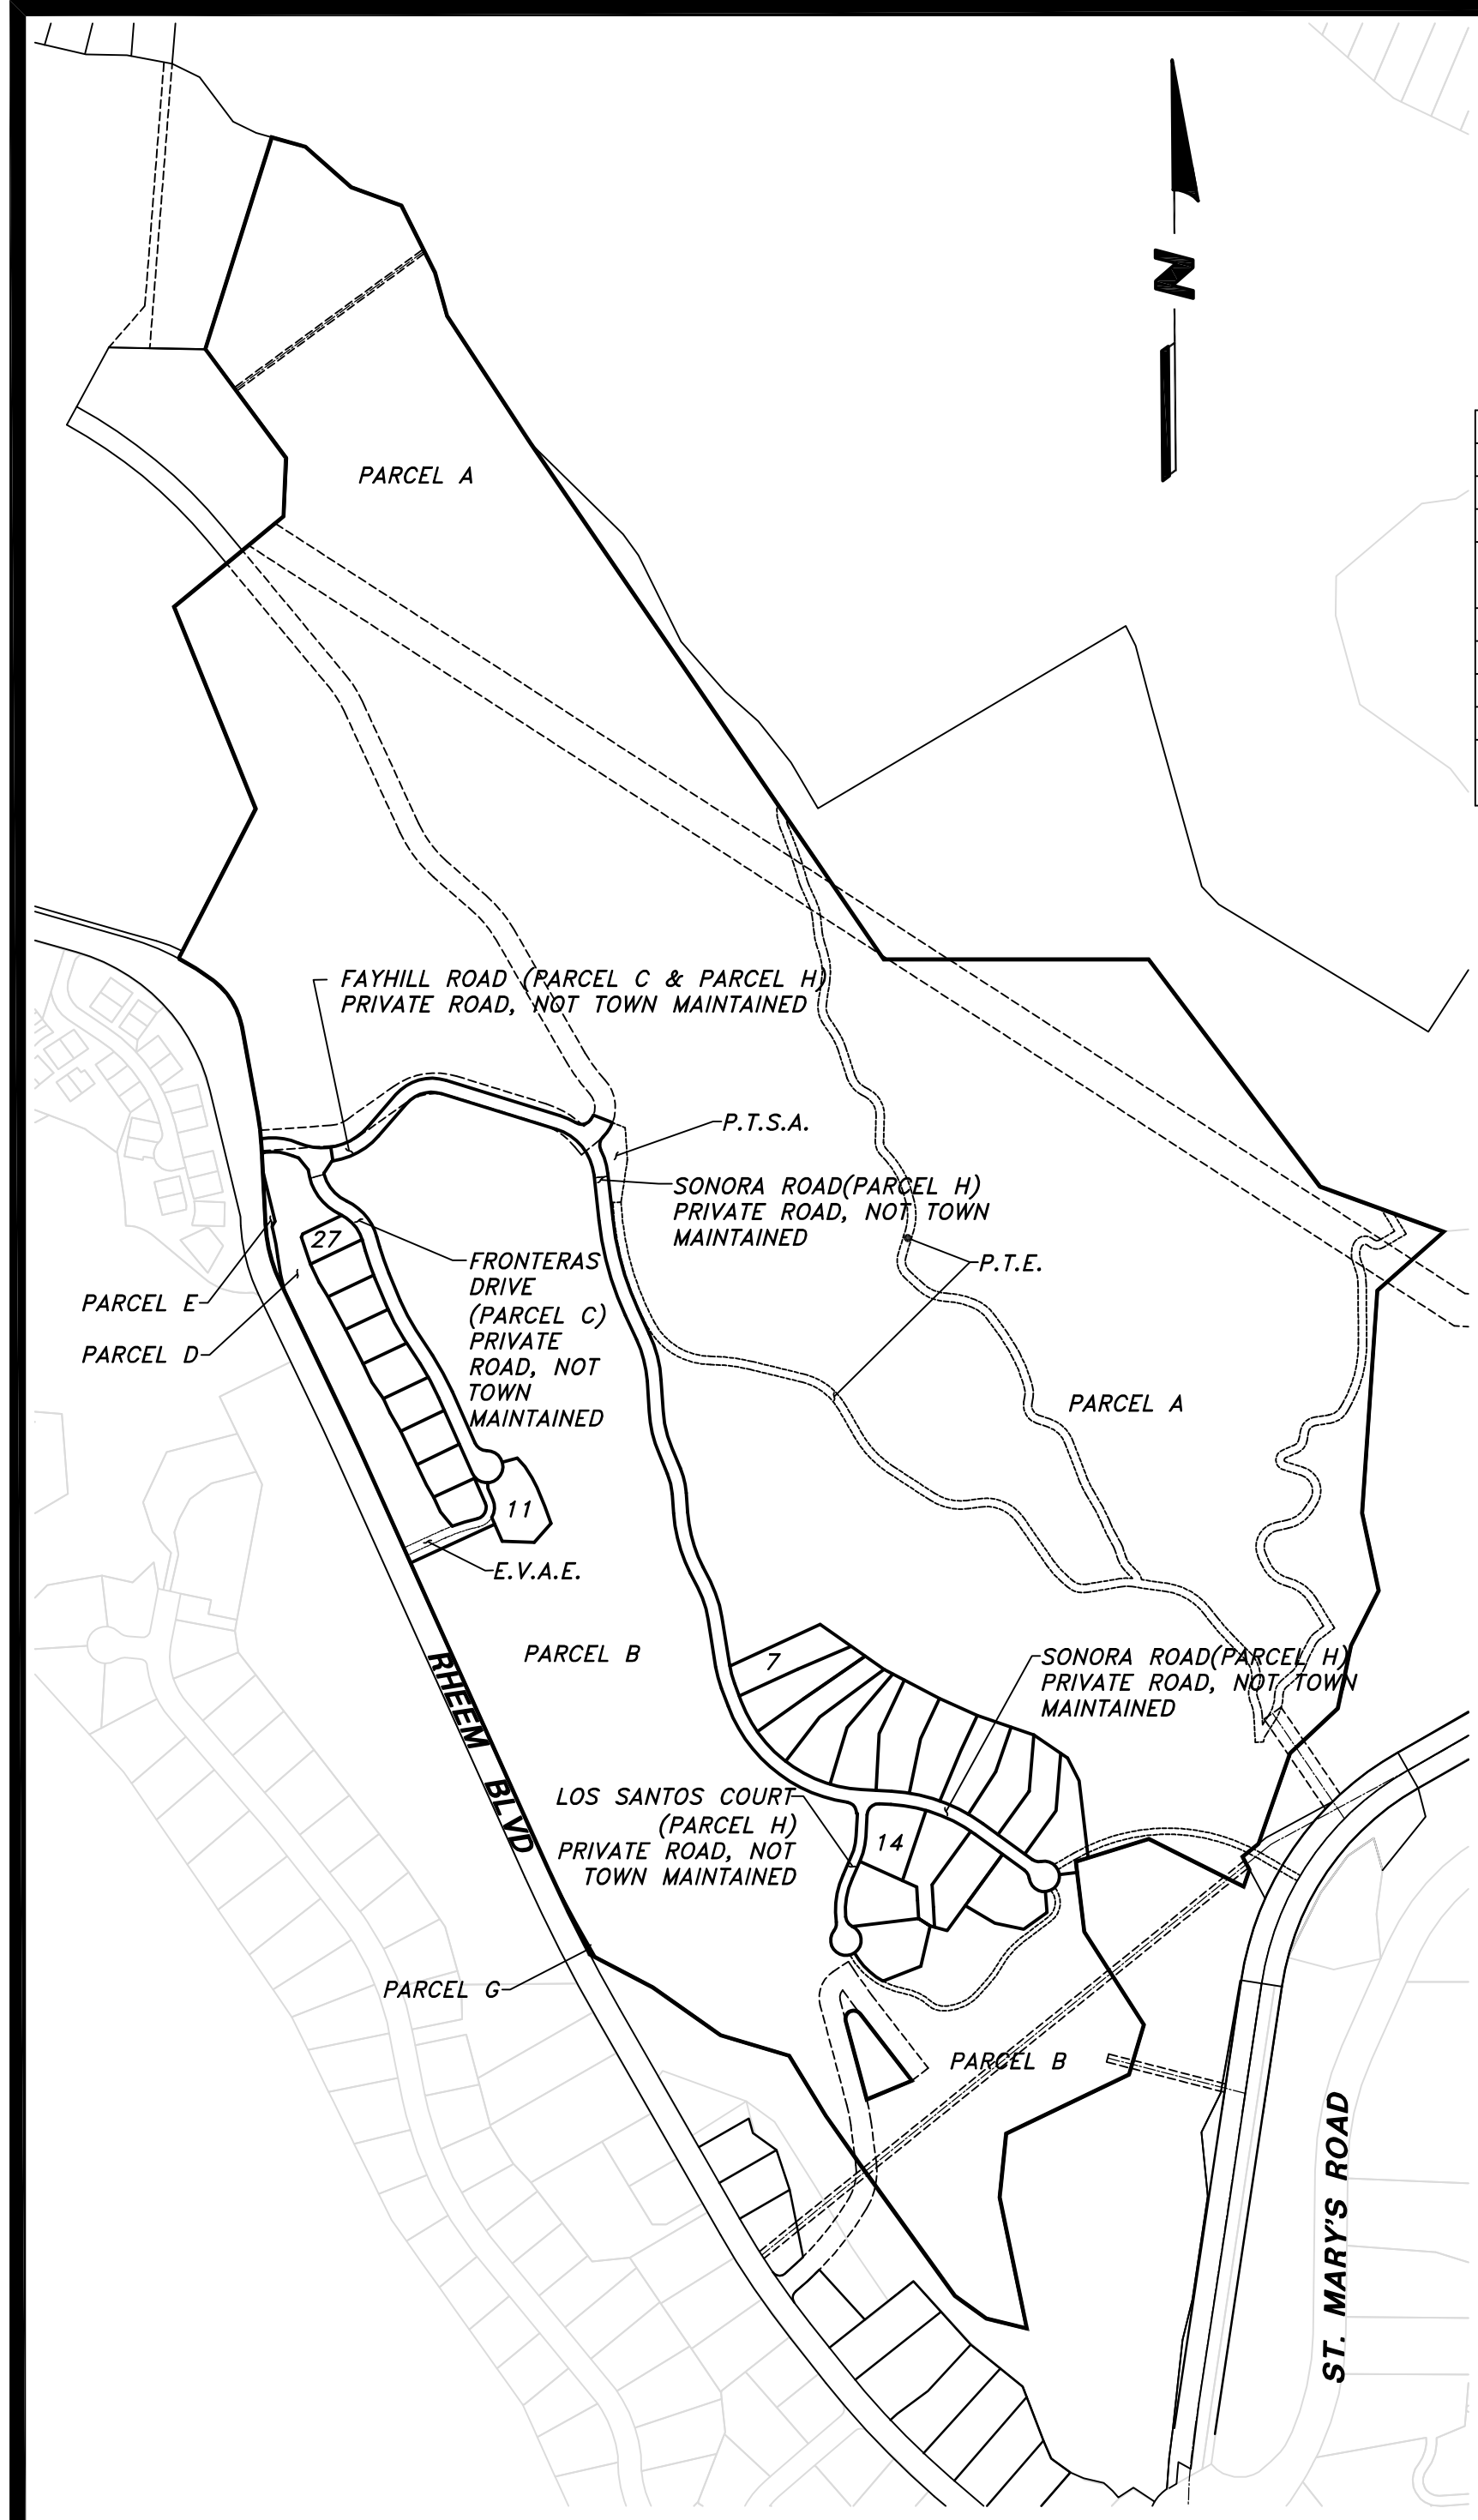 N
PARCEL A
FAYHILL ROAD (PARCEL C & PARCEL H)
PRIVATE ROAD, NOT TOWN MAINTAINED
P.T.S.A.
SONORA ROAD(PARCEL H)
PRIVATE ROAD, NOT TOWN
MAINTAINED
27
FRONTERAS
DRIVE
(PARCEL C)
PRIVATE
ROAD, NOT
TOWN
MAINTAINED
P.T.E.
PARCEL E
PARCEL D
PARCEL A
11
E.V.A.E.
PARCEL B
RHEEM BLVD
7
SONORA ROAD(PARCEL H)
PRIVATE ROAD, NOT TOWN
MAINTAINED
LOS SANTOS COURT
(PARCEL H)
PRIVATE ROAD, NOT
TOWN MAINTAINED
14
PARCEL G
PARCEL B
ST. MARY'S ROAD